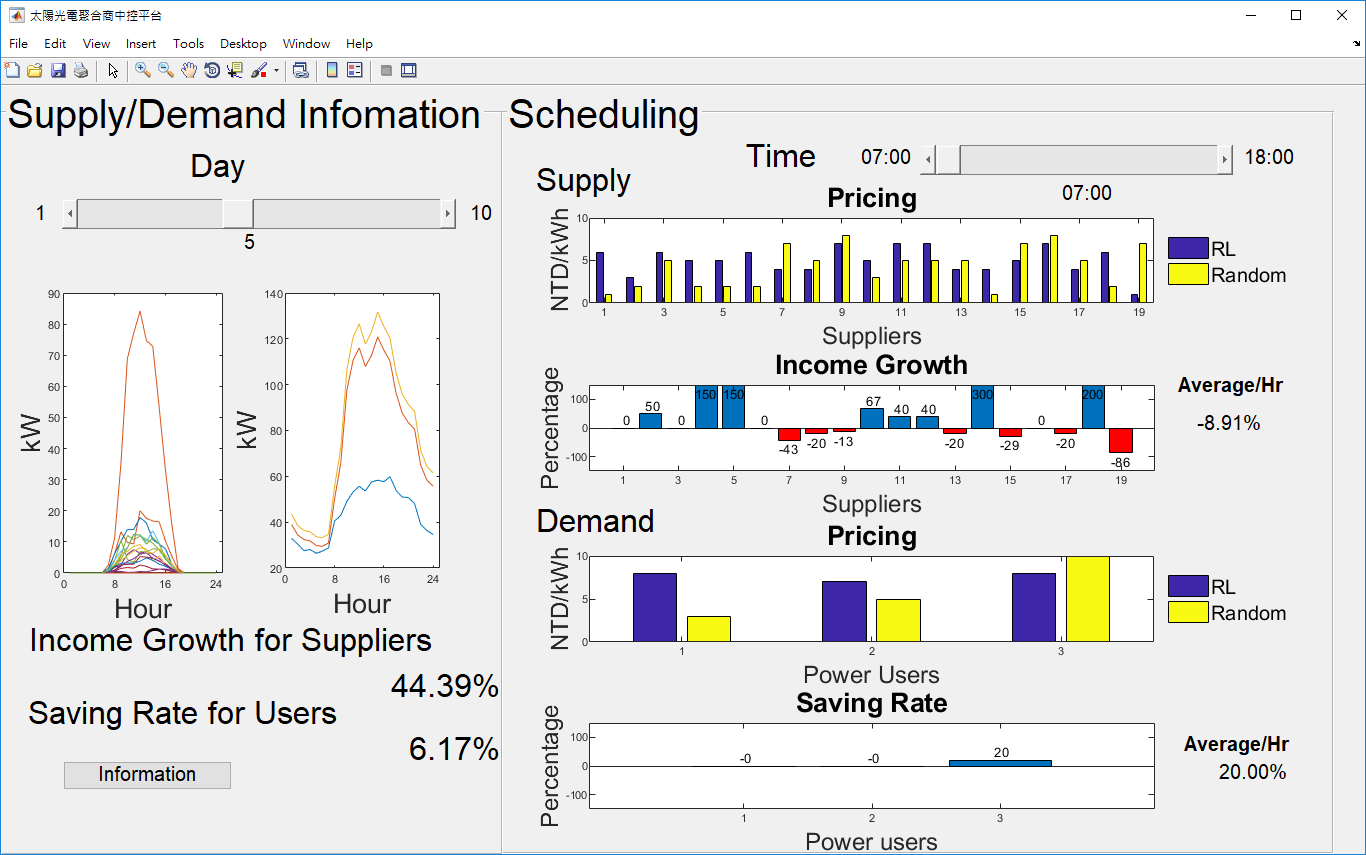 太陽光電聚合商中控平台
File Edit View Insert Tools Desktop Window Help
Supply/Demand Infomation
Day
1
10
5
90
80
70
60
50
40
30
20
10
0
0 8 16 24
kW
Hour
140
120
100
80
60
40
20
0 8 16 24
kW
Hour
Income Growth for Suppliers
44.39%
Saving Rate for Users
6.17%
Information
Scheduling
Time 07:00 18:00
07:00
Supply
Pricing
NTD/kWh
10
5
0
1 3 5 7 9 11 13 15 17 19
Suppliers
RL
Random
Income Growth
Percentage
100
0
-100
0 50 0 150 150 0 -43 -20 -13 67 40 40 -20 300 -29 0 -20 200 -86
1 3 5 7 9 11 13 15 17 19
Suppliers
Average/Hr
-8.91%
Demand
Pricing
NTD/kWh
10
5
0
1 2 3
Power Users
RL
Random
Saving Rate
Percentage
100
0
-100
-0 -0 20
1 2 3
Power users
Average/Hr
20.00%